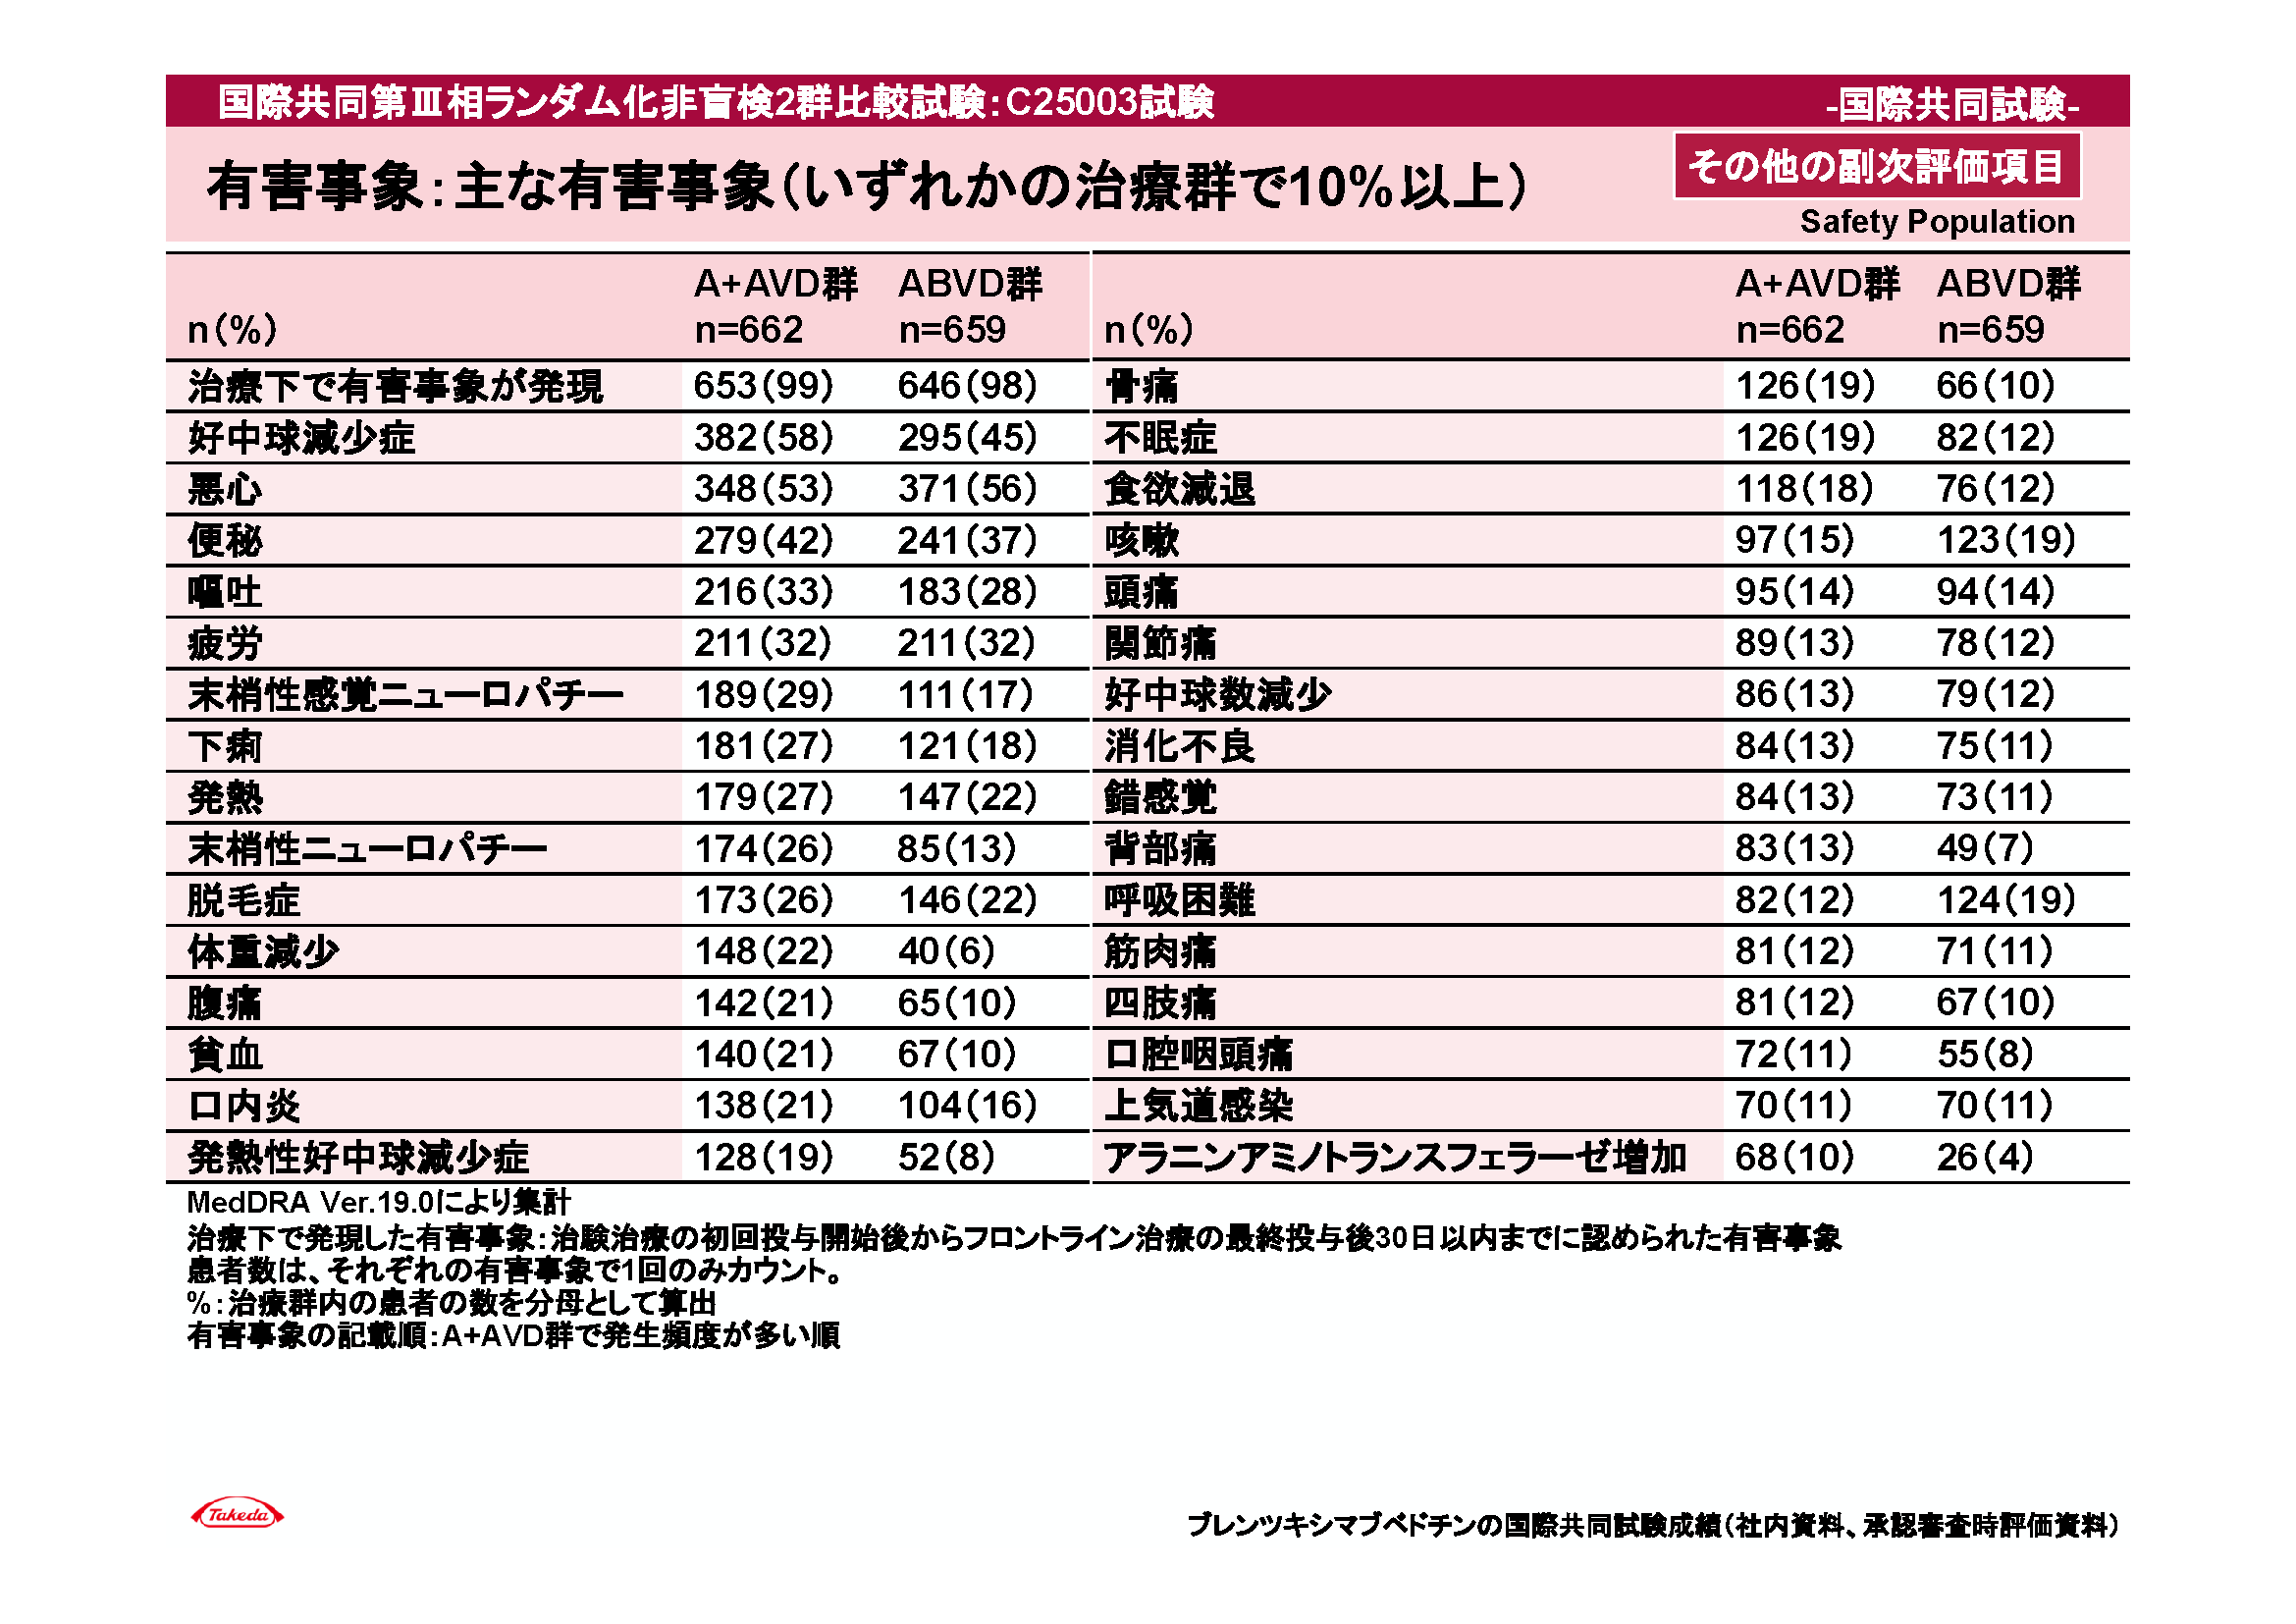 国際共同第Ⅲ相ランダム化非盲検2群比較試験：C25003試験
-国際共同試験-
有害事象：主な有害事象（いずれかの治療群で10%以上）
その他の副次評価項目
Safety Population
n（%） A+AVD群 n=662 ABVD群 n=659
治療下で有害事象が発現 653（99） 646（98）
好中球減少症 382（58） 295（45）
悪心 348（53） 371（56）
便秘 279（42） 241（37）
嘔吐 216（33） 183（28）
疲労 211（32） 211（32）
末梢性感覚ニューロパチー 189（29） 111（17）
下痢 181（27） 121（18）
発熱 179（27） 147（22）
末梢性ニューロパチー 174（26） 85（13）
脱毛症 173（26） 146（22）
体重減少 148（22） 40（6）
腹痛 142（21） 65（10）
貧血 140（21） 67（10）
口内炎 138（21） 104（16）
発熱性好中球減少症 128（19） 52（8）
n（%） A+AVD群 n=662 ABVD群 n=659
骨痛 126（19） 66（10）
不眠症 126（19） 82（12）
食欲減退 118（18） 76（12）
咳嗽 97（15） 123（19）
頭痛 95（14） 94（14）
関節痛 89（13） 78（12）
好中球数減少 86（13） 79（12）
消化不良 84（13） 75（11）
錯感覚 84（13） 73（11）
背部痛 83（13） 49（7）
呼吸困難 82（12） 124（19）
筋肉痛 81（12） 71（11）
四肢痛 81（12） 67（10）
口腔咽頭痛 72（11） 55（8）
上気道感染 70（11） 70（11）
アラニンアミノトランスフェラーゼ増加 68（10） 26（4）
MedDRA Ver.19.0により集計
治療下で発現した有害事象：治験治療の初回投与開始後からフロントライン治療の最終投与後30日以内までに認められた有害事象
患者数は、それぞれの有害事象で1回のみカウント。
%：治療群内の患者の数を分母として算出
有害事象の記載順：A+AVD群で発生頻度が多い順
Takeda
ブレンツキシマブベドチンの国際共同試験成績（社内資料、承認審査時評価資料）